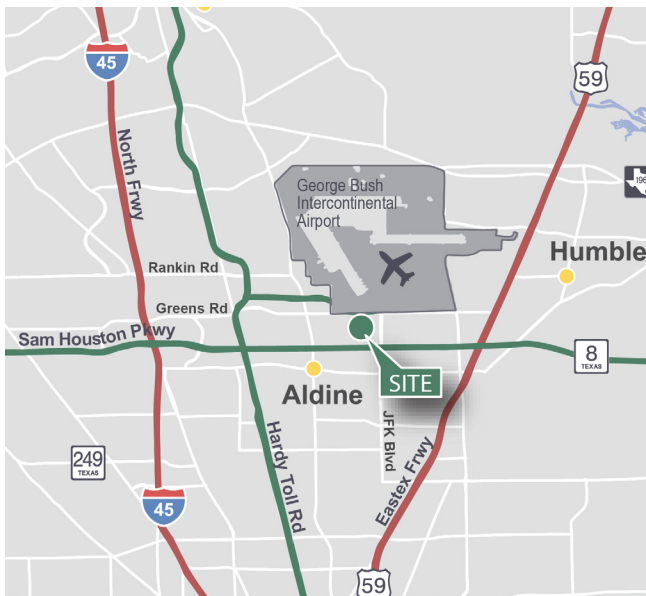 45
59
North Frwy
George Bush
Intercontinental
Airport
196
Humble
Rankin Rd
Greens Rd
Sam Houston Pkwy
8
TEXAS
SITE
Aldine
JFK Blvd
Hardy Toll Rd
Eastex Frwy
249
TEXAS
45
59